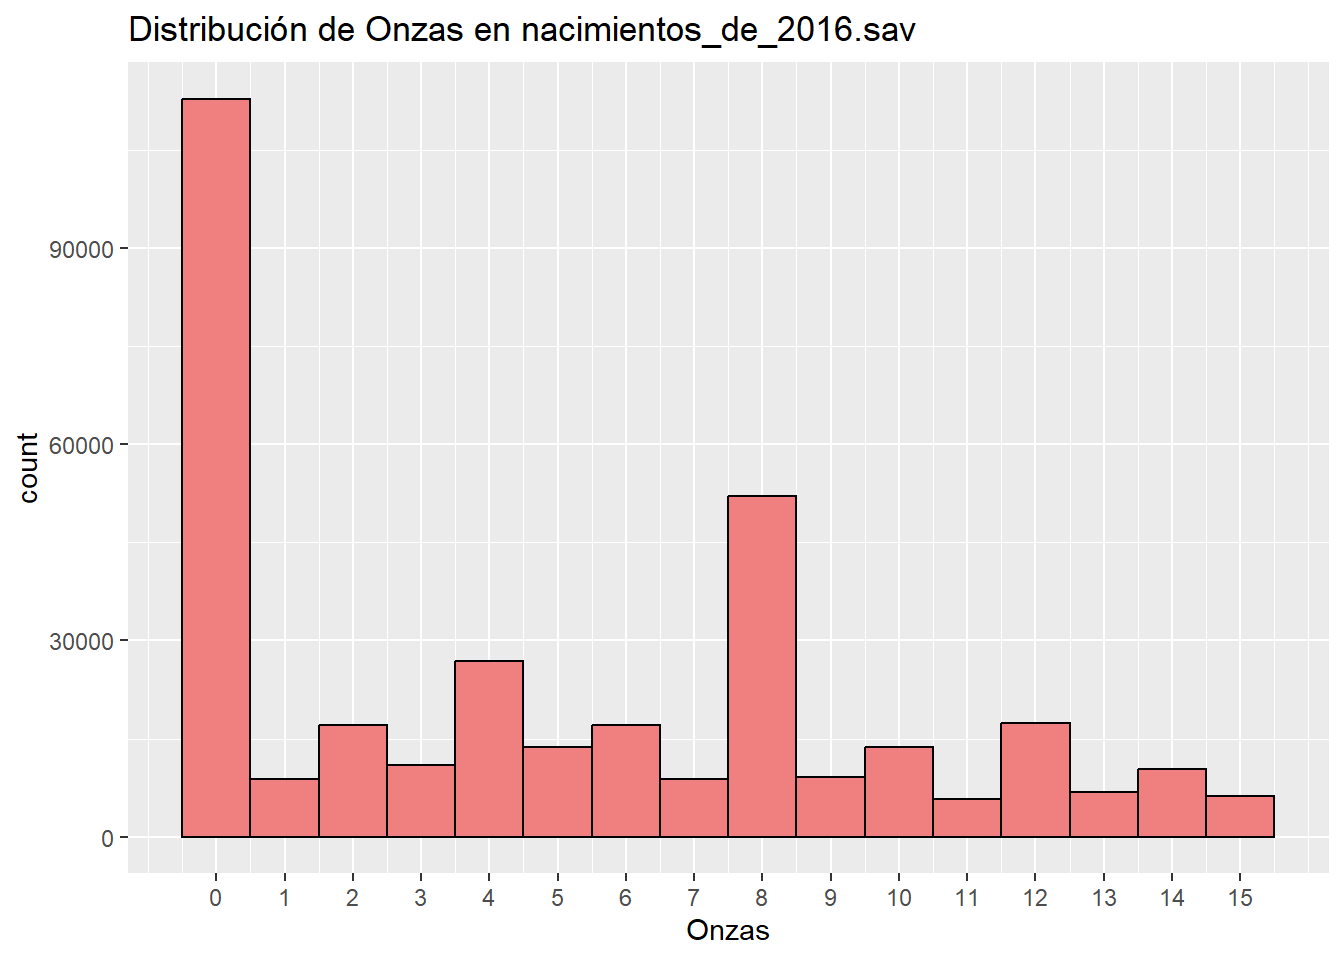 Distribución de Onzas en nacimientos_de_2016.sav
count
90000
60000
30000
0
0 1 2 3 4 5 6 7 8 9 10 11 12 13 14 15
Onzas